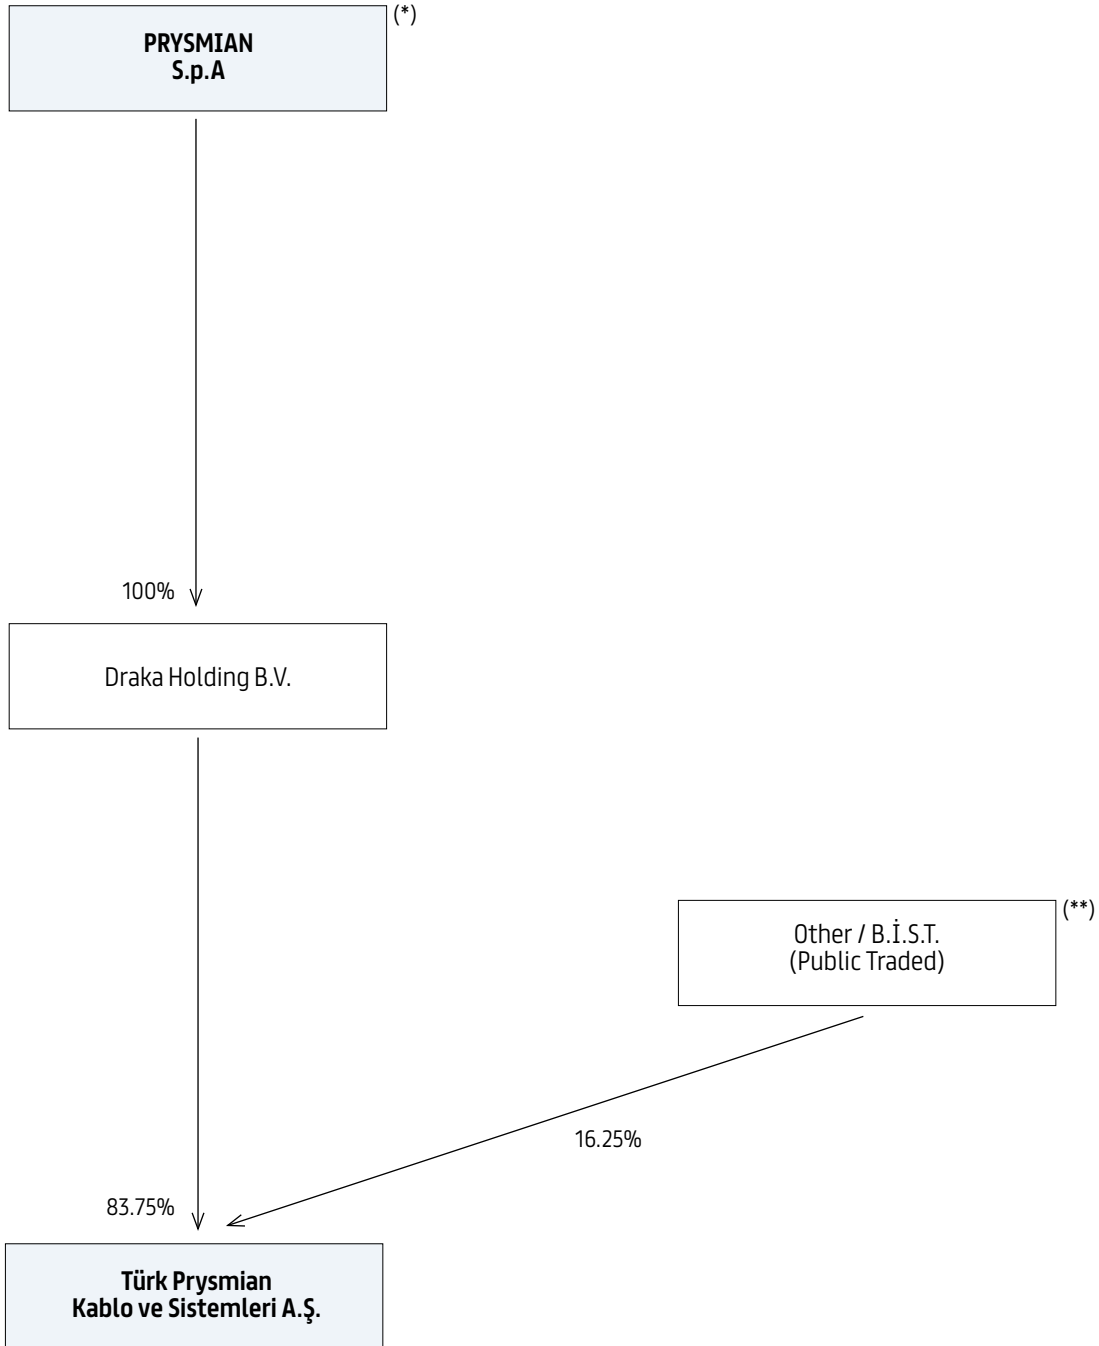 PRYSMIAN
S.p.A
(*)
100%
Draka Holding B.V.
Other / B.İ.S.T.
(Public Traded)
(**)
16.25%
83.75%
Türk Prysmian
Kablo ve Sistemleri A.Ş.